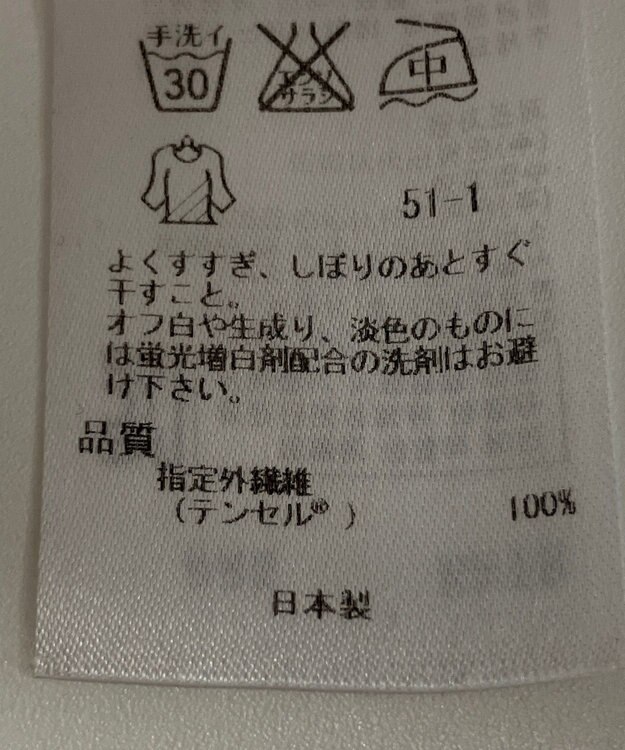 手洗イ
30
エンソ
サラシ
中
51-1
よくすすぎ、しぼりのあとすぐ
干すこと。
オフ白や生成り、淡色のものに
は蛍光増白剤配合の洗剤はお避
け下さい。
品質
指定外繊維
(テンセル® ) 100%
日本製